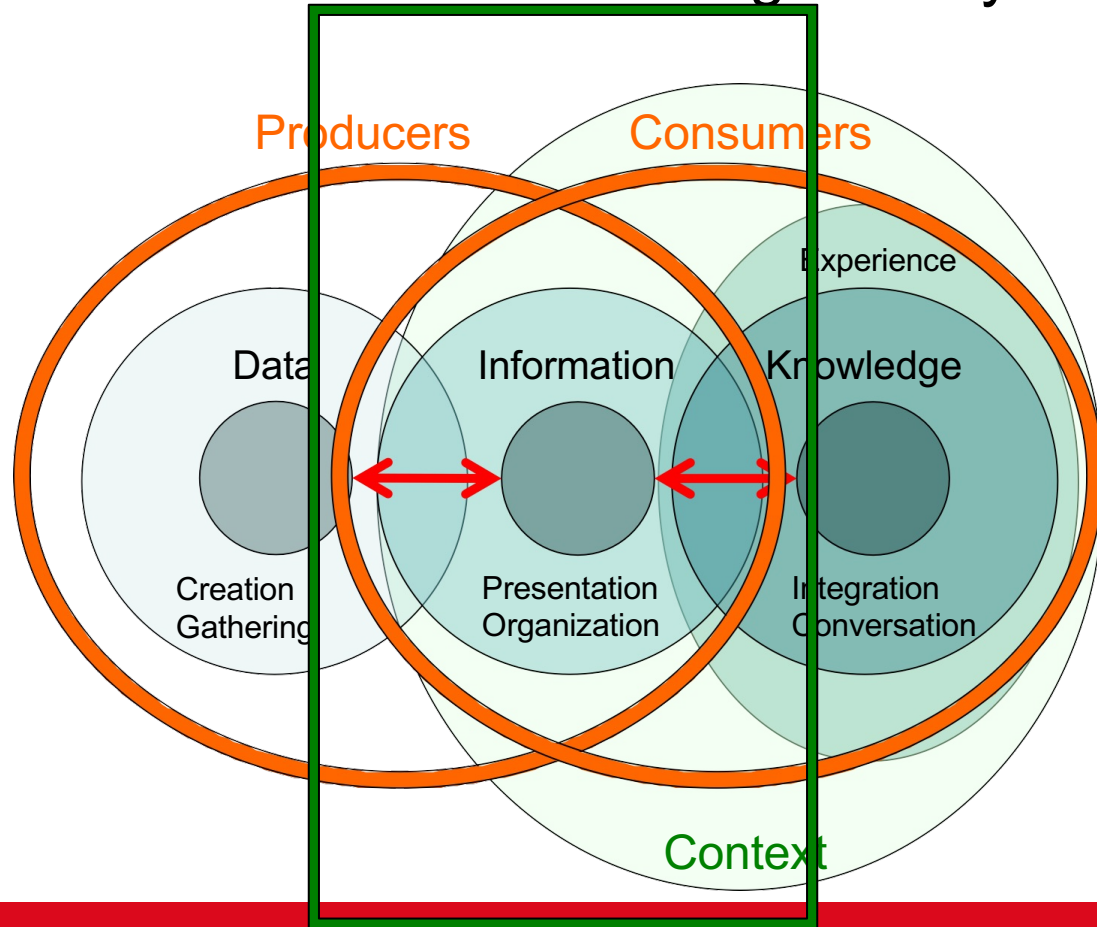 Producers Consumers
Experience
Data Information Knowledge
Creation
Gathering
Presentation
Organization
Integration
Conversation
Context